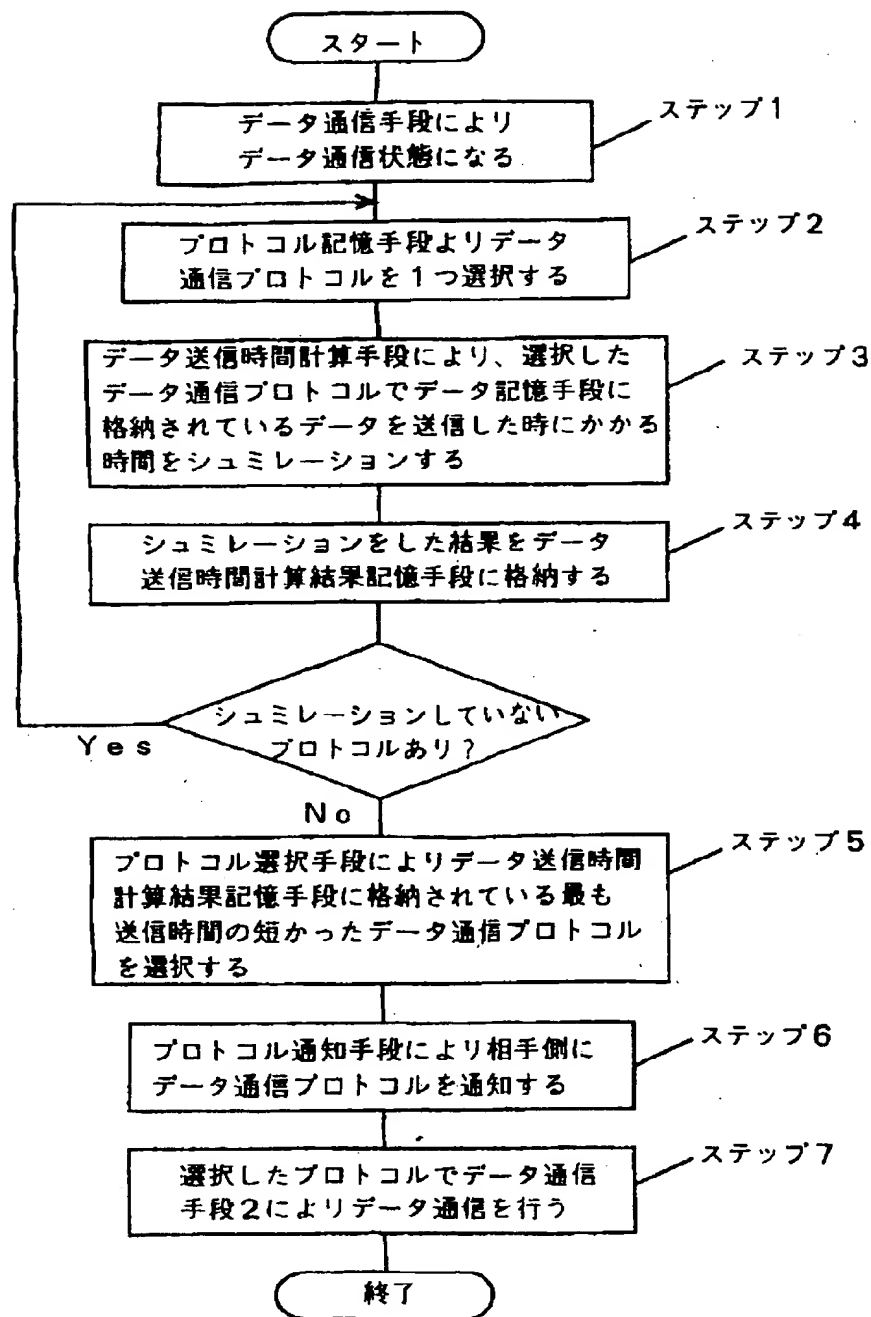 スタート
データ通信手段により
データ通信状態になる
ステップ1
プロトコル記憶手段よりデータ
通信プロトコルを1つ選択する
ステップ2
データ送信時間計算手段により、選択した
データ通信プロトコルでデータ記憶手段に
格納されているデータを送信した時にかかる
時間をシュミレーションする
ステップ3
シュミレーションをした結果をデータ
送信時間計算結果記憶手段に格納する
ステップ4
シュミレーションしていない
プロトコルあり?
Yes
No
プロトコル選択手段によりデータ送信時間
計算結果記憶手段に格納されている最も
送信時間の短かったデータ通信プロトコル
を選択する
ステップ5
プロトコル通知手段により相手側に
データ通信プロトコルを通知する
ステップ6
選択したプロトコルでデータ通信
手段2によりデータ通信を行う
ステップ7
終了